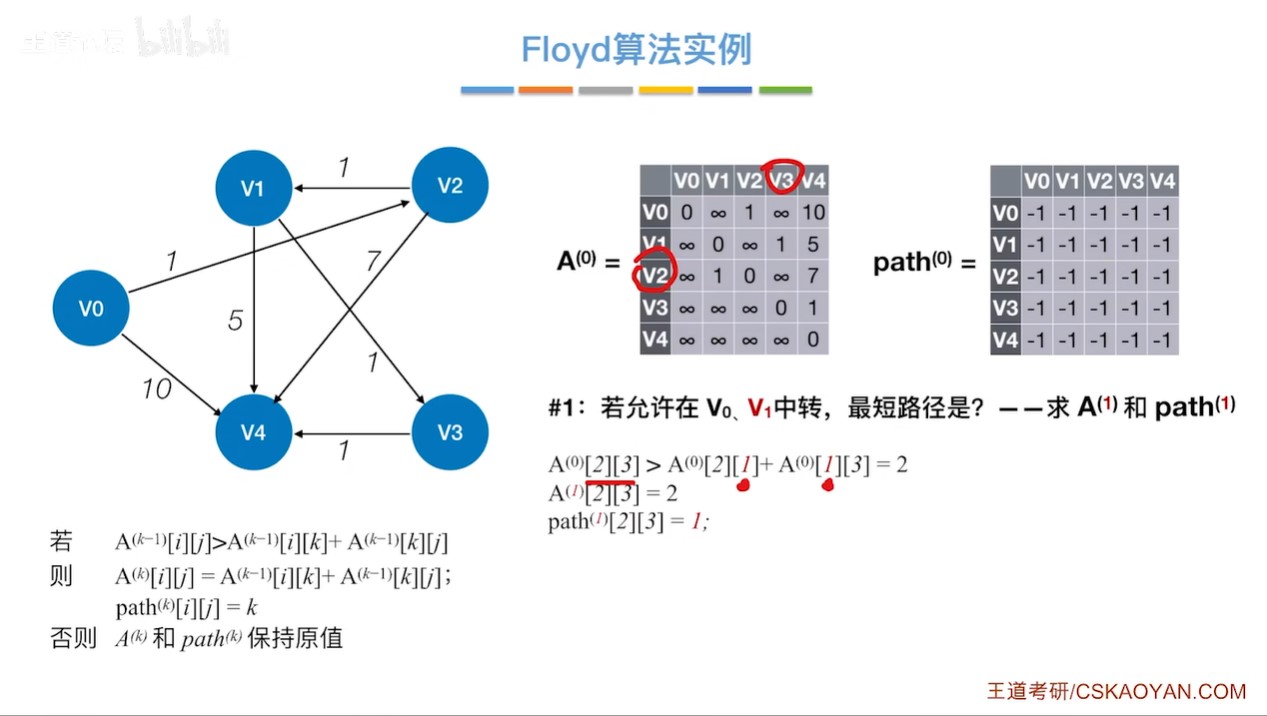 bilibili
Floyd算法实例
V1
1
V2
1
7
V0
5
1
10
V4
1
V3
A(0) =
V0 V1 V2 V3 V4
V0 0 ∞ 1 ∞ 10
V1 ∞ 0 ∞ 1 5
V2 ∞ 1 0 ∞ 7
V3 ∞ ∞ ∞ 0 1
V4 ∞ ∞ ∞ ∞ 0
path(0) =
V0 V1 V2 V3 V4
V0 -1 -1 -1 -1 -1
V1 -1 -1 -1 -1 -1
V2 -1 -1 -1 -1 -1
V3 -1 -1 -1 -1 -1
V4 -1 -1 -1 -1 -1
#1：若允许在 V0、V1中转，最短路径是？——求 A(1) 和 path(1)
A(0)[2][3] > A(0)[2][1]+ A(0)[1][3] = 2
A(1)[2][3] = 2
path(1)[2][3] = 1;
若 A(k−1)[i][j]>A(k−1)[i][k]+ A(k−1)[k][j]
则 A(k)[i][j] = A(k−1)[i][k]+ A(k−1)[k][j];
path(k)[i][j] = k
否则 A(k) 和 path(k) 保持原值
王道考研/CSKAOYAN.COM